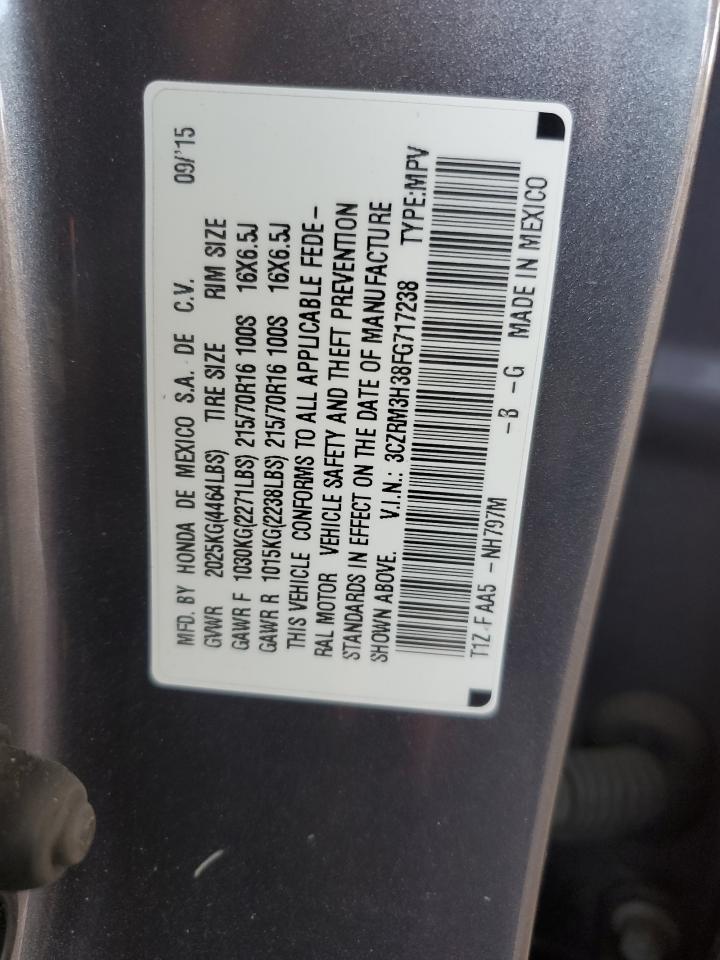 MFD. BY HONDA DE MEXICO S.A. DE C.V. 09/'15
GVWR 2025KG(4464LBS) TIRE SIZE RIM SIZE
GAWR F 1030KG(2271LBS) 215/70R16 100S 16X6.5J
GAWR R 1015KG(2238LBS) 215/70R16 100S 16X6.5J
THIS VEHICLE CONFORMS TO ALL APPLICABLE FEDE-
RAL MOTOR VEHICLE SAFETY AND THEFT PREVENTION
STANDARDS IN EFFECT ON THE DATE OF MANUFACTURE
SHOWN ABOVE. V.I.N.: 3CZRM3H38FG717238 TYPE:MPV
T1Z-FAA5 -NH797M -B -G MADE IN MEXICO